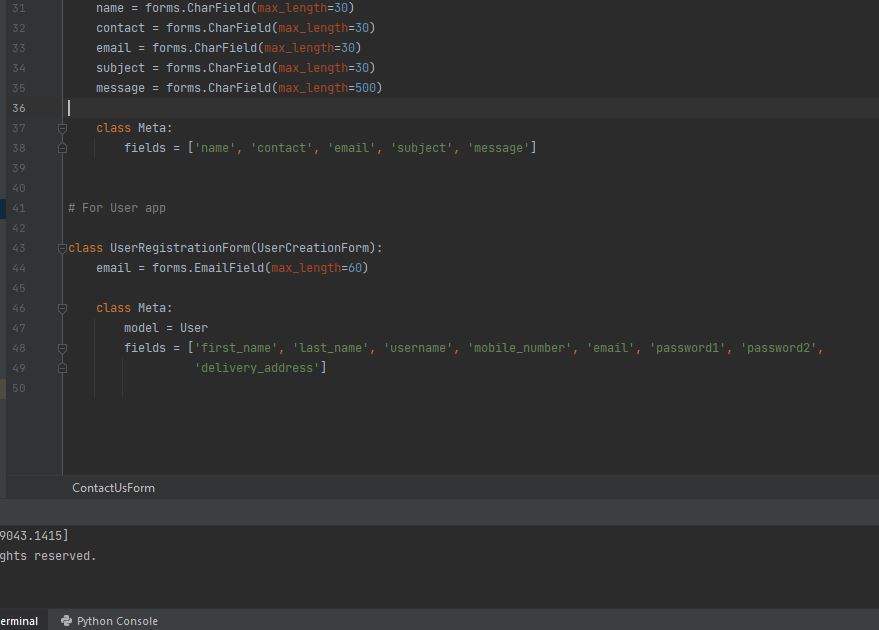 31 name = forms.CharField(max_length=30)
32 contact = forms.CharField(max_length=30)
33 email = forms.CharField(max_length=30)
34 subject = forms.CharField(max_length=30)
35 message = forms.CharField(max_length=500)
36
37 class Meta:
38 fields = ['name', 'contact', 'email', 'subject', 'message']
39
40
41 # For User app
42
43 class UserRegistrationForm(UserCreationForm):
44 email = forms.EmailField(max_length=60)
45
46 class Meta:
47 model = User
48 fields = ['first_name', 'last_name', 'username', 'mobile_number', 'email', 'password1', 'password2',
49 'delivery_address']
50
ContactUsForm
9043.1415]
ghts reserved.
erminal Python Console